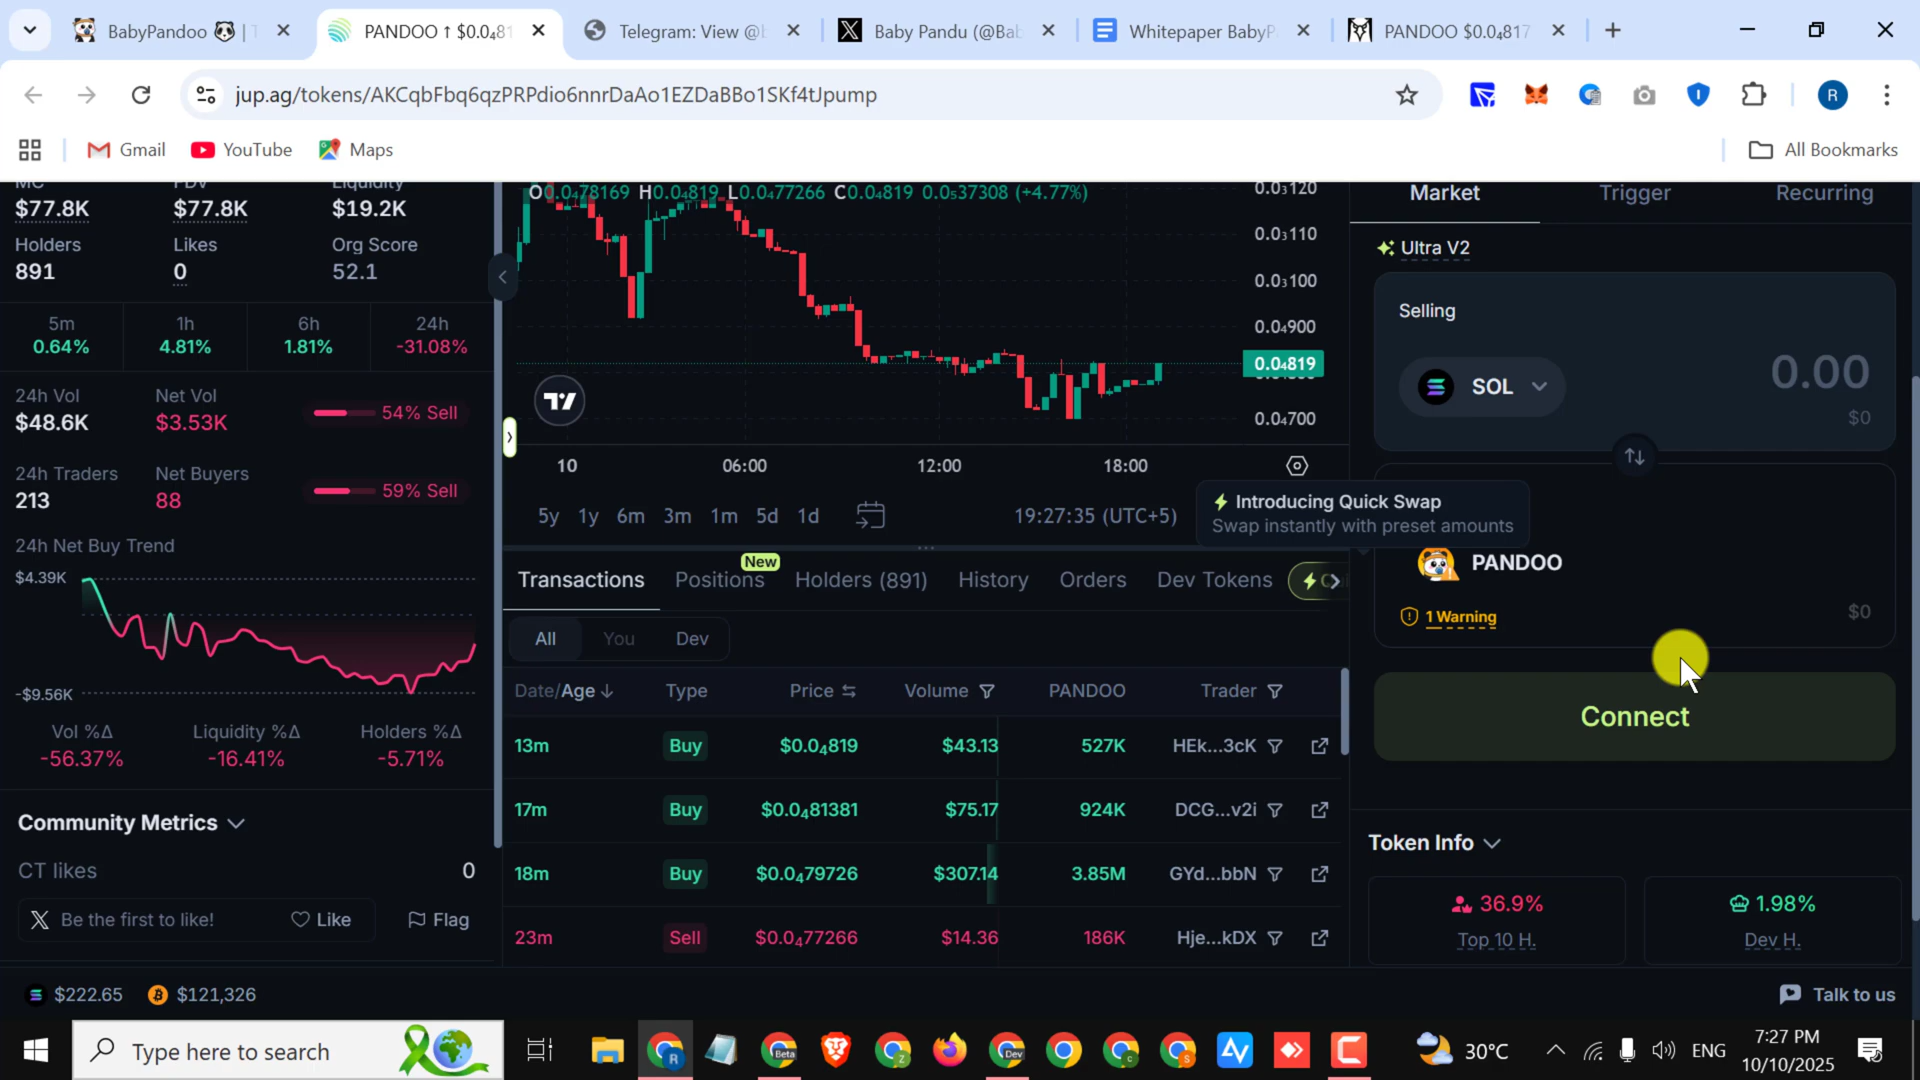 BabyPandoo 🐼 | T
PANDOO ↑ $0.0₄81
Telegram: View @b
Baby Pandu (@Bab
Whitepaper BabyP
PANDOO $0.0₄817
jup.ag/tokens/AKCqbFbq6qzPRPdio6nnrDaAo1EZDaBBo1SKf4tJpump
R
Gmail
YouTube
Maps
All Bookmarks
MC
FDV
Liquidity
$77.8K
$77.8K
$19.2K
Holders
Likes
Org Score
891
0
52.1
5m
1h
6h
24h
0.64%
4.81%
1.81%
-31.08%
24h Vol
Net Vol
$48.6K
$3.53K
54% Sell
24h Traders
Net Buyers
213
88
59% Sell
24h Net Buy Trend
$4.39K
-$9.56K
Vol %Δ
Liquidity %Δ
Holders %Δ
-56.37%
-16.41%
-5.71%
Community Metrics
CT likes
0
Be the first to like!
Like
Flag
O0.0₄78169 H0.0₄819 L0.0₄77266 C0.0₄819 0.0₅37308 (+4.77%)
0.0₃120
0.0₃110
0.0₃100
0.0₄900
0.0₄819
0.0₄700
10
06:00
12:00
18:00
5y
1y
6m
3m
1m
5d
1d
19:27:35 (UTC+5)
Introducing Quick Swap
Swap instantly with preset amounts
New
Transactions
Positions
Holders (891)
History
Orders
Dev Tokens
All
You
Dev
Date/Age ↓
Type
Price
Volume
PANDOO
Trader
13m
Buy
$0.0₄819
$43.13
527K
HEk...3cK
17m
Buy
$0.0₄81381
$75.17
924K
DCG...v2i
18m
Buy
$0.0₄79726
$307.14
3.85M
GYd...bbN
23m
Sell
$0.0₄77266
$14.36
186K
Hje...kDX
Market
Trigger
Recurring
Ultra V2
Selling
SOL
0.00
$0
PANDOO
1 Warning
$0
Connect
Token Info
36.9%
Top 10 H.
1.98%
Dev H.
$222.65
$121,326
Talk to us
Type here to search
30°C
ENG
7:27 PM
10/10/2025